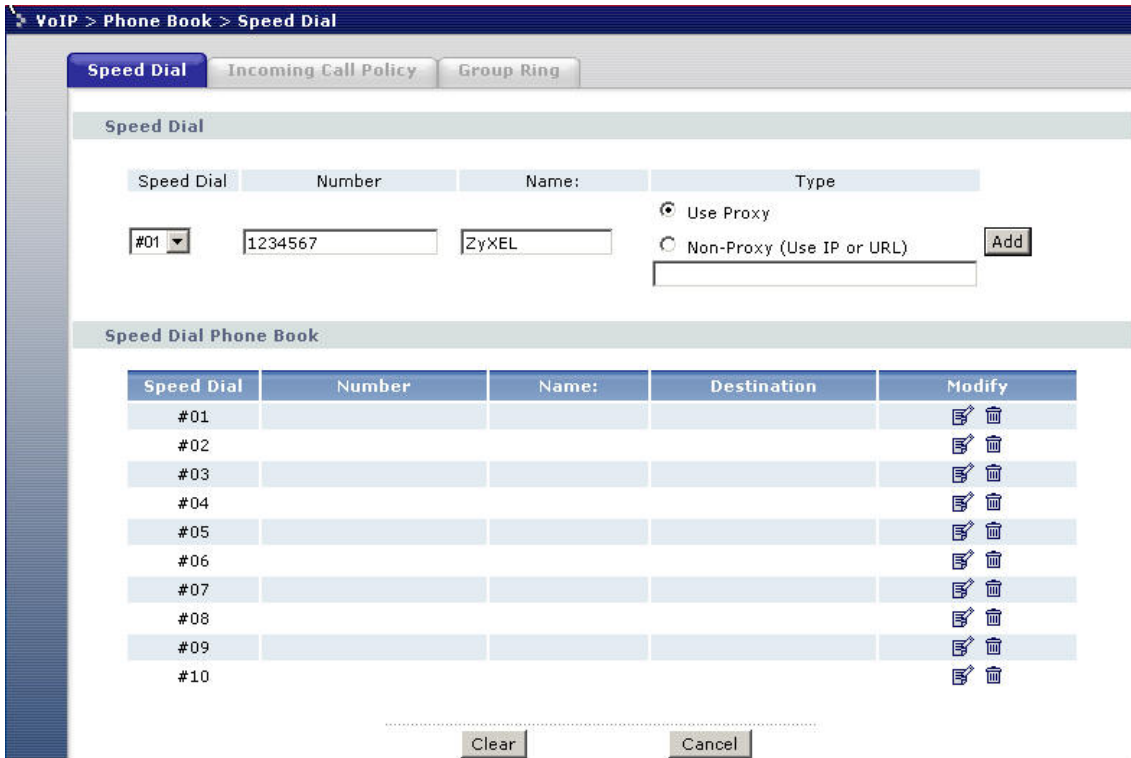 VoIP > Phone Book > Speed Dial
Speed Dial Incoming Call Policy Group Ring
Speed Dial
Speed Dial Number Name: Type
Use Proxy
#01 1234567 ZyXEL Non-Proxy (Use IP or URL) Add
Speed Dial Phone Book
Speed Dial Number Name: Destination Modify
#01
#02
#03
#04
#05
#06
#07
#08
#09
#10
Clear Cancel